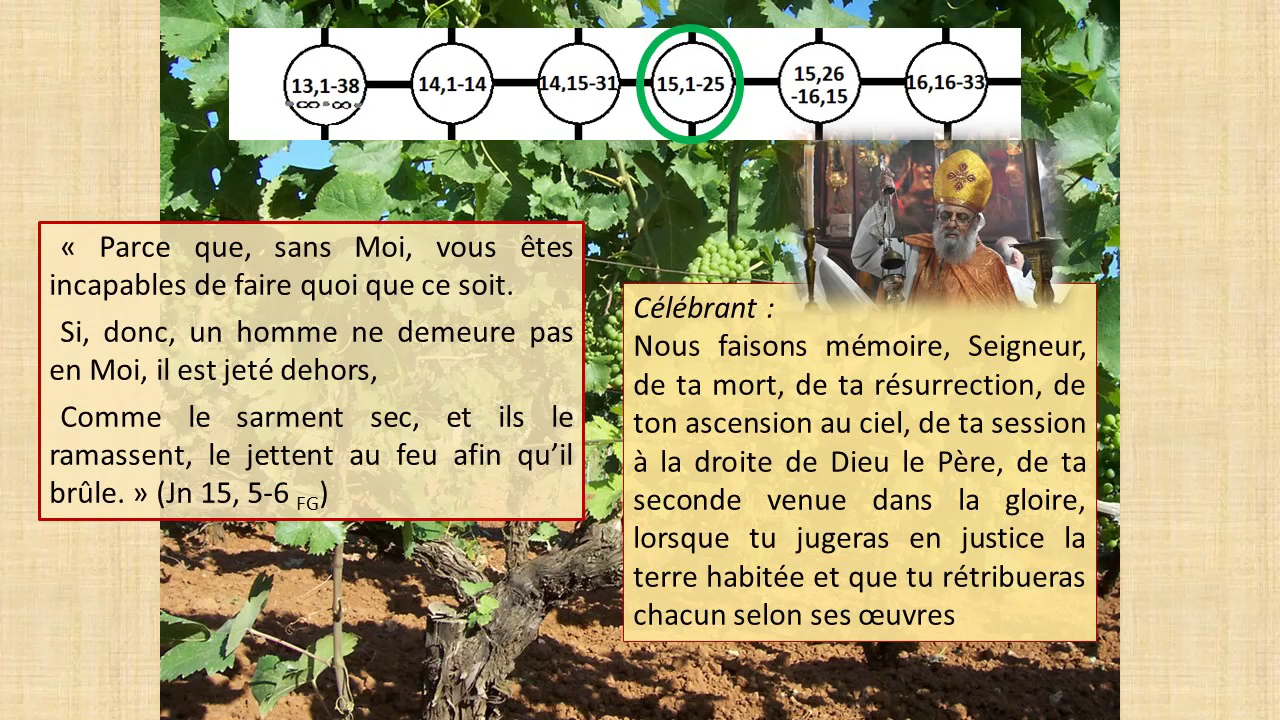 13,1-38
14,1-14
14,15-31
15,1-25
15,26
-16,15
16,16-33
« Parce que, sans Moi, vous êtes
incapables de faire quoi que ce soit.
Si, donc, un homme ne demeure pas
en Moi, il est jeté dehors,
Comme le sarment sec, et ils le
ramassent, le jettent au feu afin qu’il
brûle. » (Jn 15, 5-6 FG)
Célébrant :
Nous faisons mémoire, Seigneur,
de ta mort, de ta résurrection, de
ton ascension au ciel, de ta session
à la droite de Dieu le Père, de ta
seconde venue dans la gloire,
lorsque tu jugeras en justice la
terre habitée et que tu rétribueras
chacun selon ses œuvres